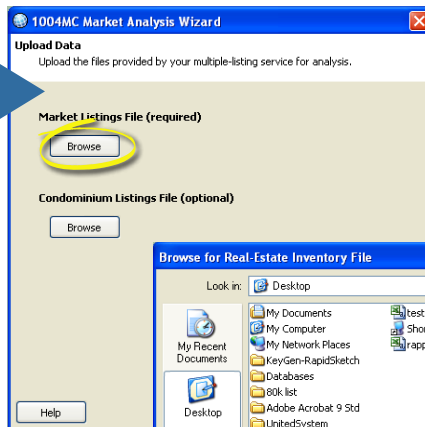 1004MC Market Analysis Wizard
Upload Data
Upload the files provided by your multiple-listing service for analysis.
Market Listings File (required)
Browse
Condominium Listings File (optional)
Browse
Browse for Real-Estate Inventory File
Look in: Desktop
My Recent Documents
Desktop
My Documents
My Computer
My Network Places
KeyGen-RapidSketch
Databases
80k list
Adobe Acrobat 9 Std
UnitedSystem
test
Help